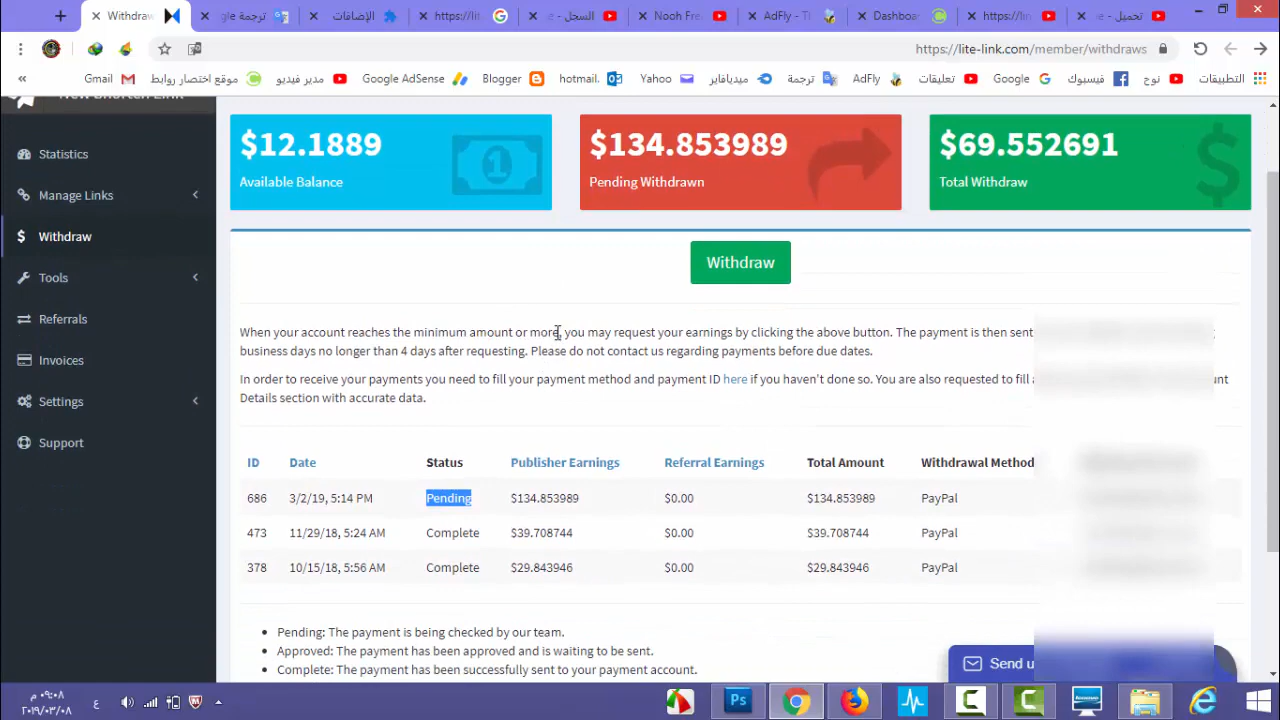 Withdraw
ترجمة gle
الإضافات
https://lit
السجل - e
Nooh Fre
AdFly - Ti
Dashboar
https://lin
تحميل - e
https://lite-link.com/member/withdraws
Gmail
موقع اختصار روابط
مدير فيديو
Google AdSense
Blogger
hotmail.
Yahoo
ميديافاير
ترجمة
AdFly
تعليقات
Google
فيسبوك
نوح
التطبيقات
New Shorten Link
Statistics
Manage Links
Withdraw
Tools
Referrals
Invoices
Settings
Support
$12.1889
Available Balance
$134.853989
Pending Withdrawn
$69.552691
Total Withdraw
Withdraw
When your account reaches the minimum amount or more, you may request your earnings by clicking the above button. The payment is then sent
business days no longer than 4 days after requesting. Please do not contact us regarding payments before due dates.
In order to receive your payments you need to fill your payment method and payment ID here if you haven't done so. You are also requested to fill
Details section with accurate data.
ID Date Status Publisher Earnings Referral Earnings Total Amount Withdrawal Method
686 3/2/19, 5:14 PM Pending $134.853989 $0.00 $134.853989 PayPal
473 11/29/18, 5:24 AM Complete $39.708744 $0.00 $39.708744 PayPal
378 10/15/18, 5:56 AM Complete $29.843946 $0.00 $29.843946 PayPal
Pending: The payment is being checked by our team.
Approved: The payment has been approved and is waiting to be sent.
Complete: The payment has been successfully sent to your payment account.
Send u
م ٠٩:٠٨
٢٠١٩/٠٣/٠٨
ع
Ps